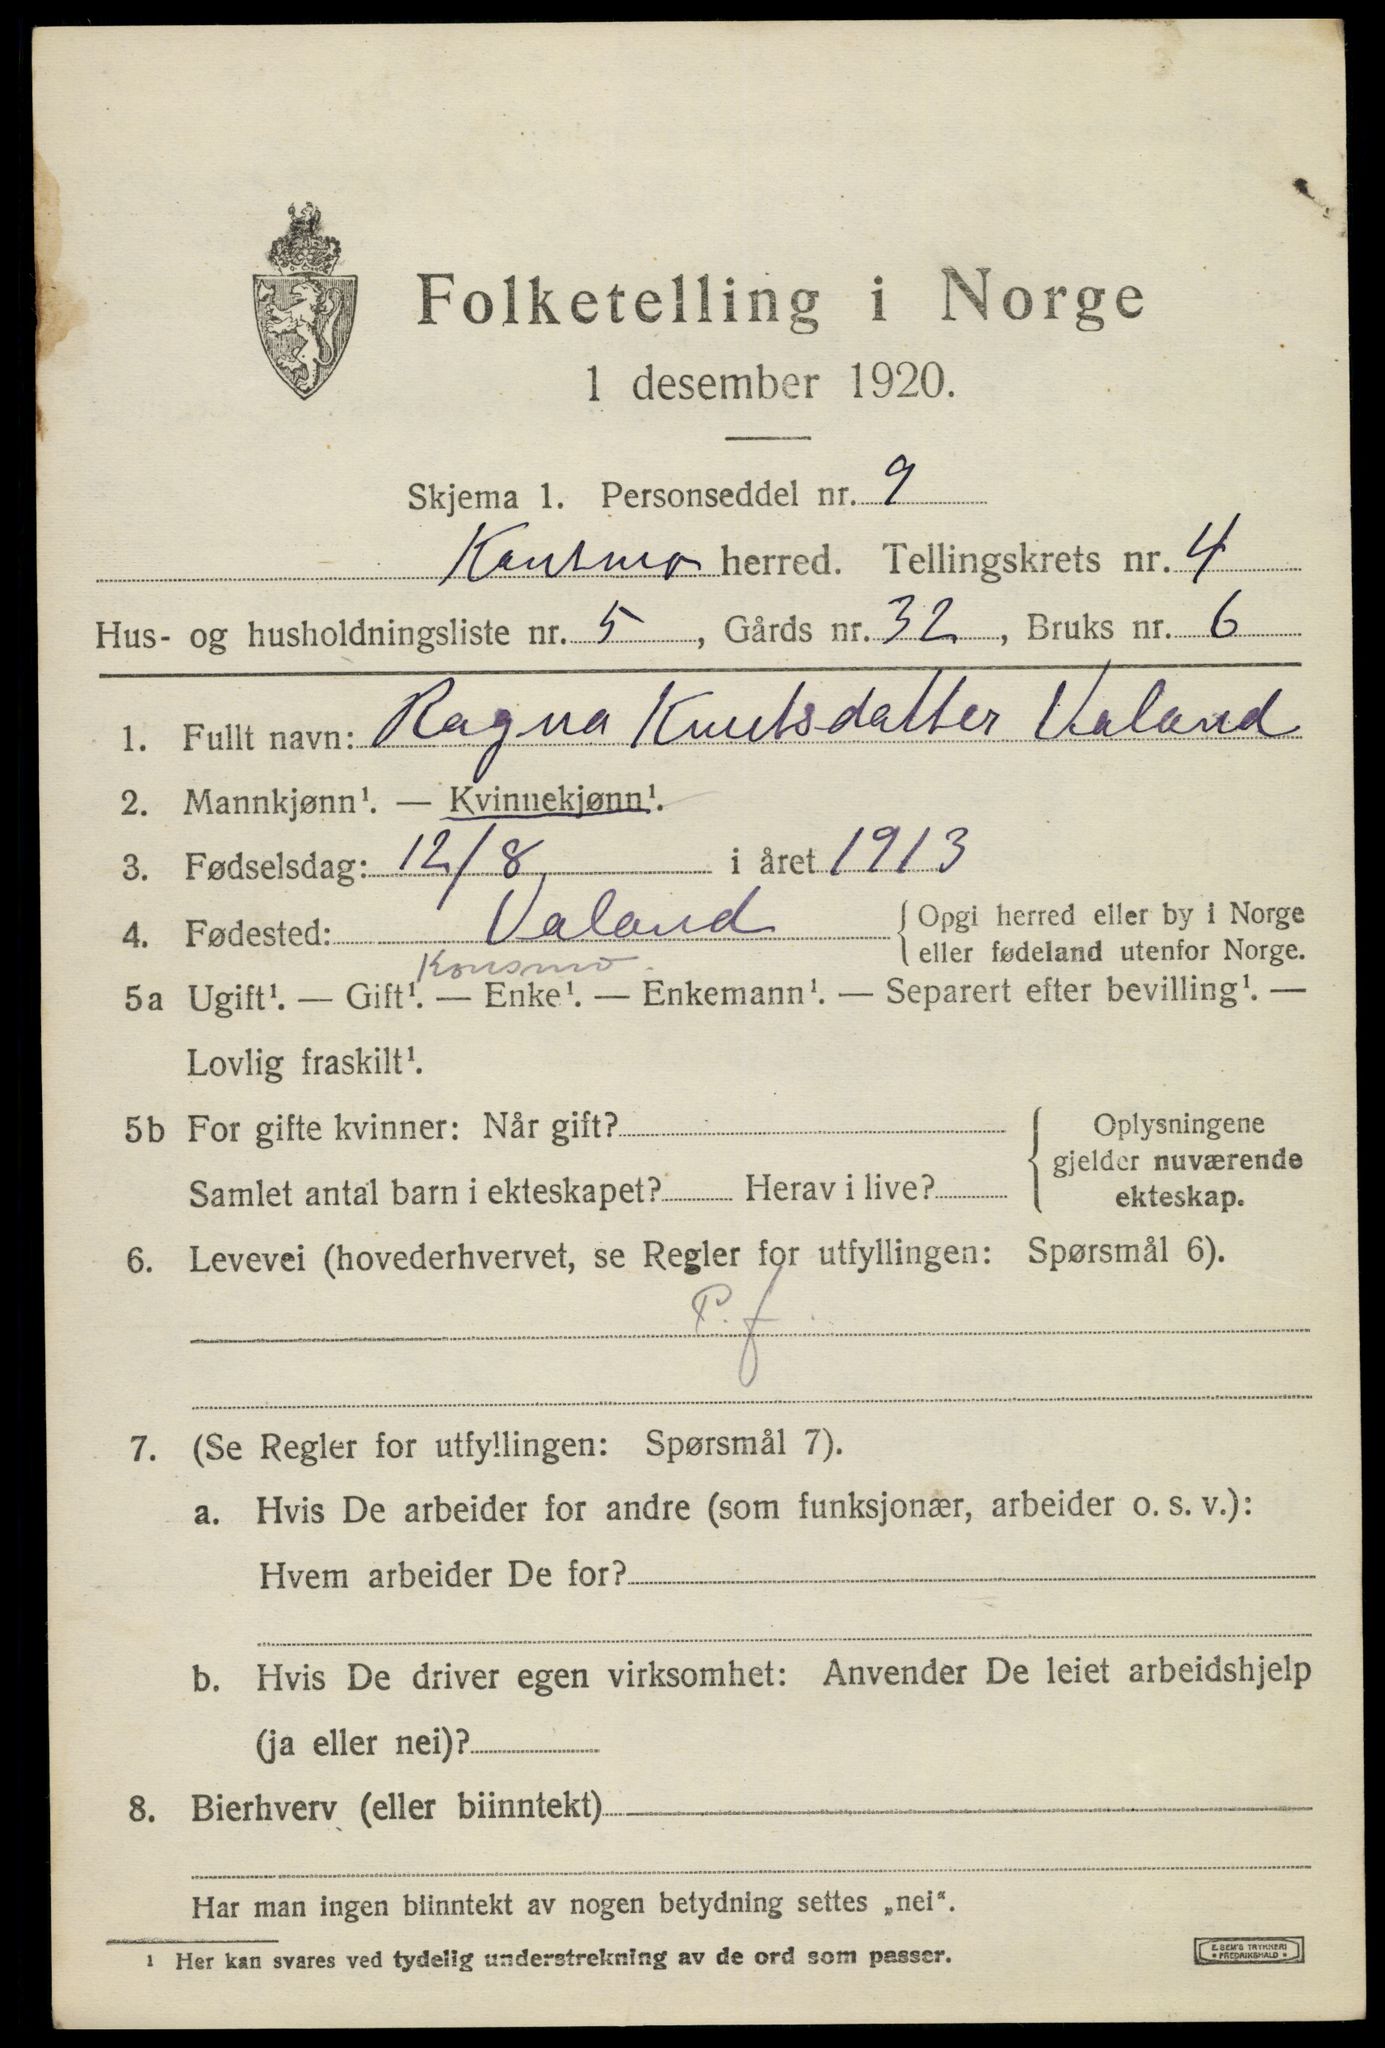 Folketelling i Norge
1 desember 1920.
Skjema 1. Personseddel nr. 9
Konsmo herred. Tellingskrets nr. 4
Hus- og husholdningsliste nr. 5, Gårds nr. 32, Bruks nr. 6
1. Fullt navn: Ragna Knutsdatter Valand
2. Mannkjønn¹. — Kvinnekjønn¹.
3. Fødselsdag: 12/8 i året 1913
4. Fødested: Valand { Opgi herred eller by i Norge
eller fødeland utenfor Norge.
Konsmo.
5a Ugift¹. — Gift¹. — Enke¹. — Enkemann¹. — Separert efter bevilling¹. —
Lovlig fraskilt¹.
5b For gifte kvinner: Når gift? { Oplysningene
gjelder nuværende
Samlet antal barn i ekteskapet? Herav i live? ekteskap.
6. Levevei (hovederhvervet, se Regler for utfyllingen: Spørsmål 6).
P. f.
7. (Se Regler for utfyllingen: Spørsmål 7).
a. Hvis De arbeider for andre (som funksjonær, arbeider o. s. v.):
Hvem arbeider De for?
b. Hvis De driver egen virksomhet: Anvender De leiet arbeidshjelp
(ja eller nei)?
8. Bierhverv (eller biinntekt)
Har man ingen biinntekt av nogen betydning settes „nei“.
¹ Her kan svares ved tydelig understrekning av de ord som passer.
E. SEM'S TRYKKERI
FREDRIKSHALD